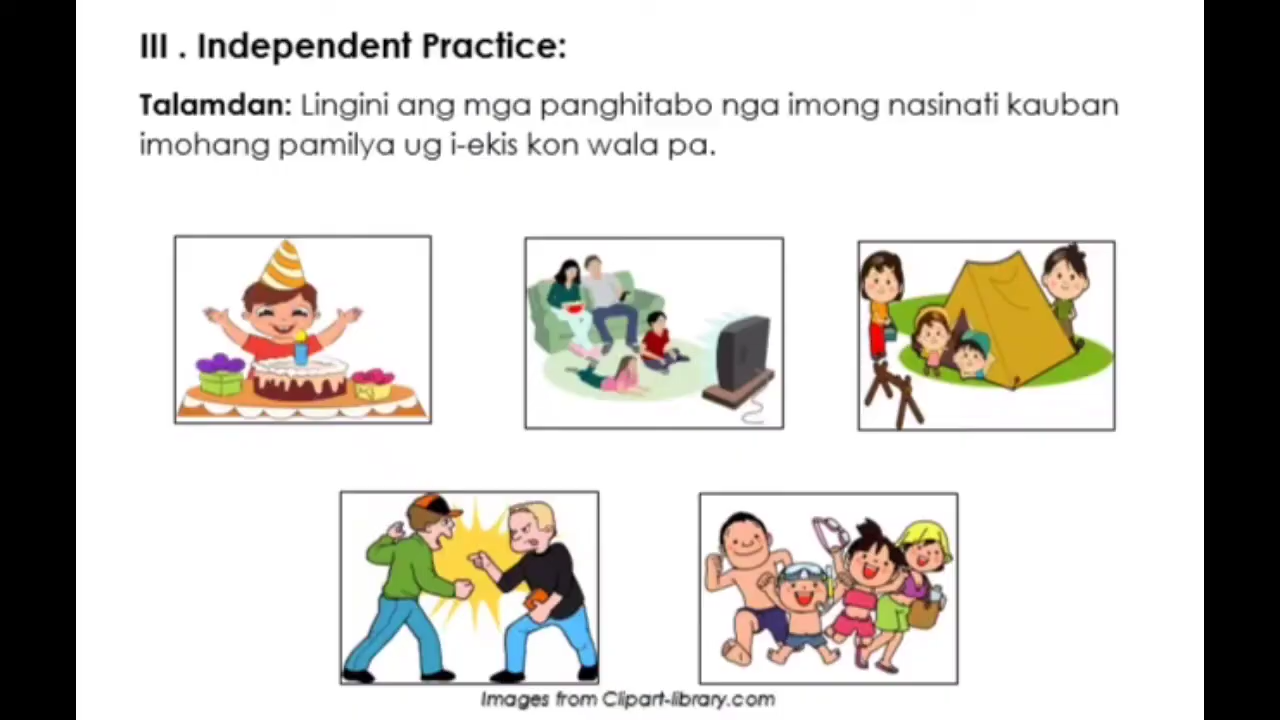 III . Independent Practice:
Talamdan: Lingini ang mga panghitabo nga imong nasinati kauban
imohang pamilya ug i-ekis kon wala pa.
Images from Clipart-library.com